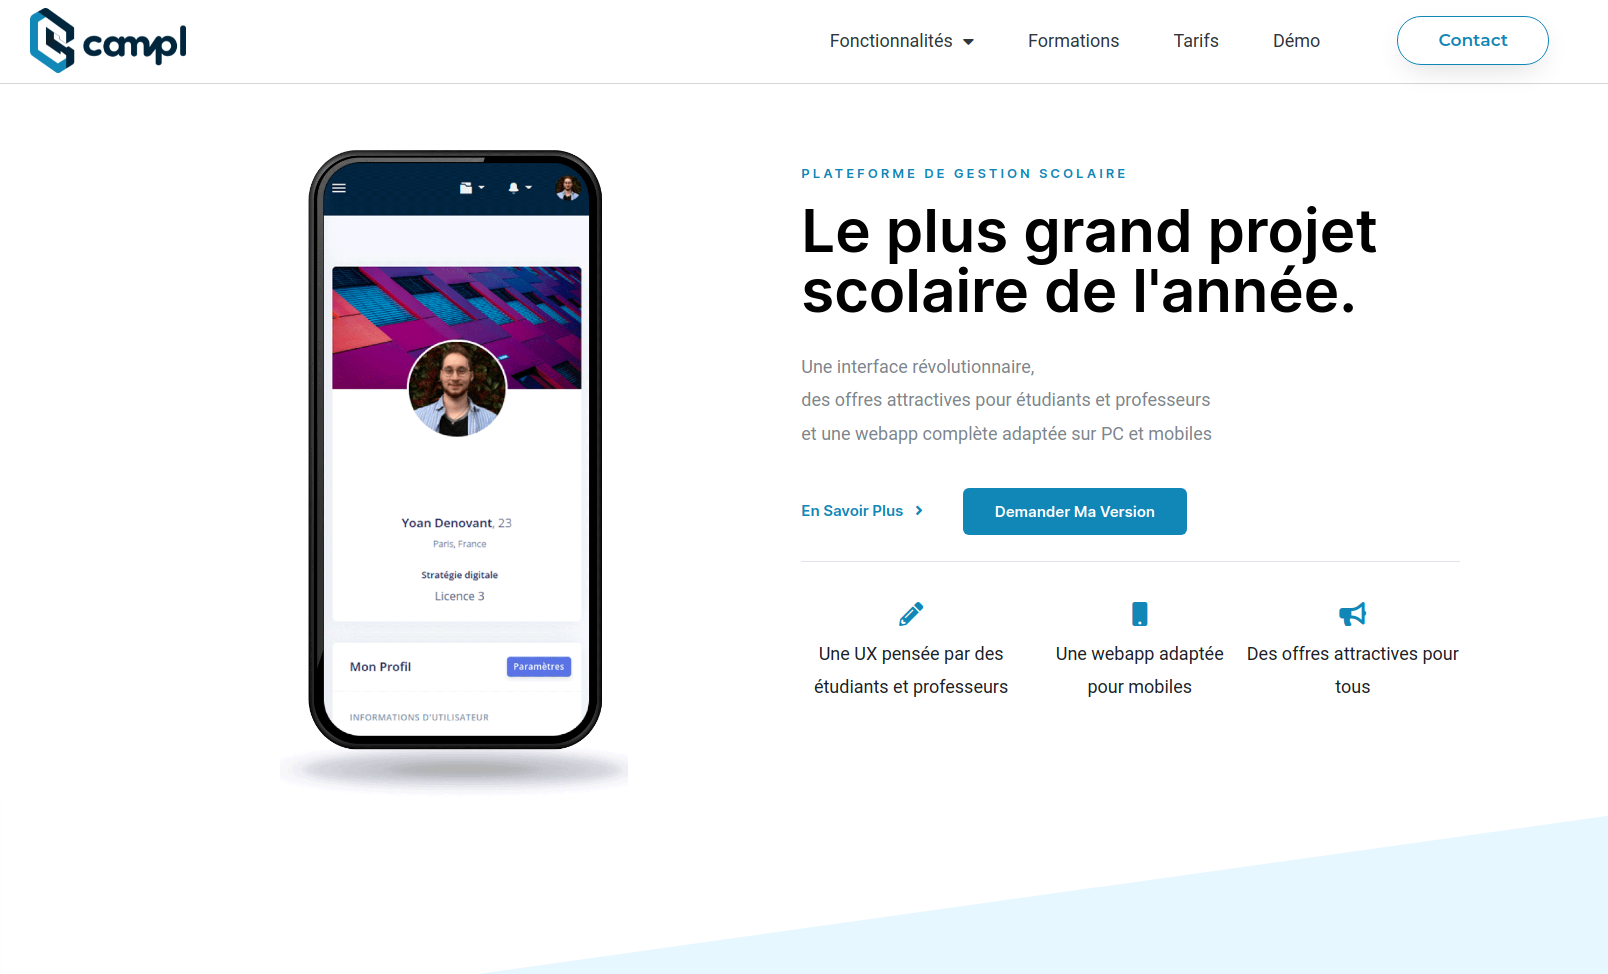 campl
Fonctionnalités
Formations
Tarifs
Démo
Contact
Yoan Denovant, 23
Paris, France
Stratégie digitale
Licence 3
Mon Profil
Paramètres
INFORMATIONS D'UTILISATEUR
PLATEFORME DE GESTION SCOLAIRE
Le plus grand projet
scolaire de l'année.
Une interface révolutionnaire,
des offres attractives pour étudiants et professeurs
et une webapp complète adaptée sur PC et mobiles
En Savoir Plus
Demander Ma Version
Une UX pensée par des
étudiants et professeurs
Une webapp adaptée
pour mobiles
Des offres attractives pour
tous